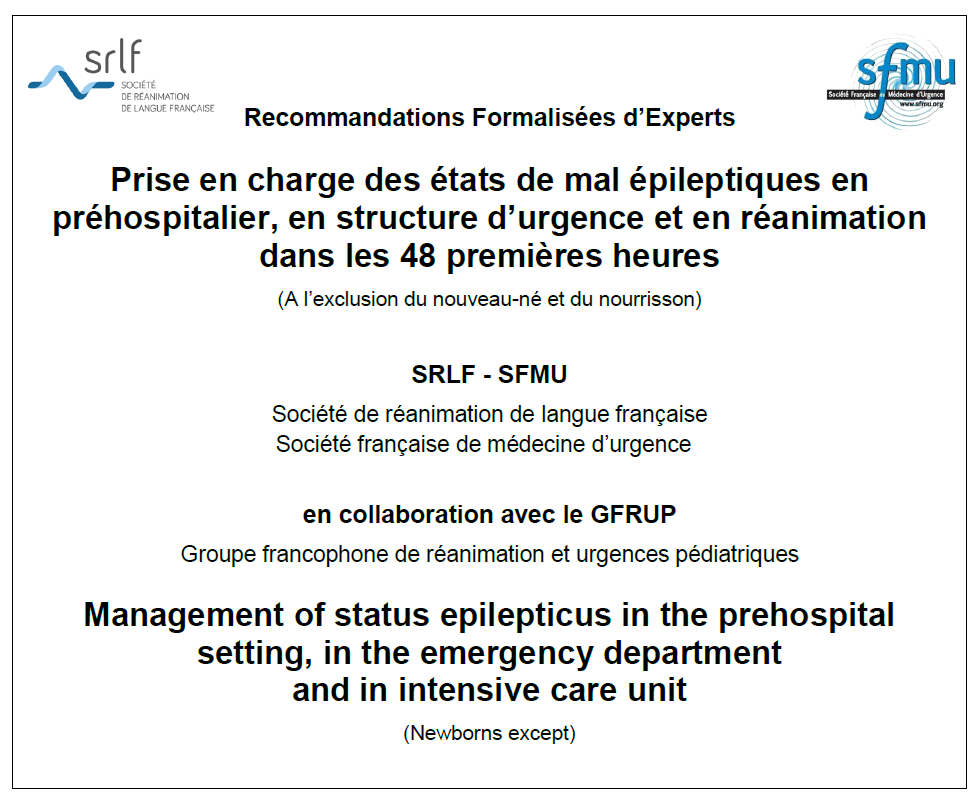 srlf
SOCIÉTÉ
DE RÉANIMATION
DE LANGUE FRANÇAISE
sfmu
Société Française de Médecine d'Urgence
www.sfmu.org
Recommandations Formalisées d’Experts
Prise en charge des états de mal épileptiques en
préhospitalier, en structure d’urgence et en réanimation
dans les 48 premières heures
(A l’exclusion du nouveau-né et du nourrisson)
SRLF - SFMU
Société de réanimation de langue française
Société française de médecine d’urgence
en collaboration avec le GFRUP
Groupe francophone de réanimation et urgences pédiatriques
Management of status epilepticus in the prehospital
setting, in the emergency department
and in intensive care unit
(Newborns except)